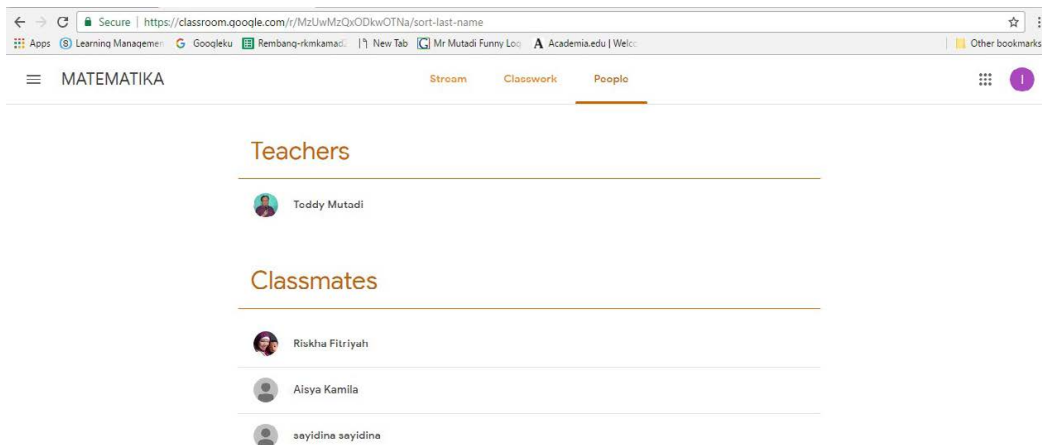 Secure | https://classroom.google.com/r/MzUwMzQxODkwOTNa/sort-last-name
Apps Learning Managemen Googleku Rembang-rkmkamad New Tab Mr Mutadi Funny Log Academia.edu | Welc Other bookmarks
MATEMATIKA Stream Classwork People I
Teachers
Teddy Mutadi
Classmates
Riskha Fitriyah
Aisya Kamila
sayidina sayidina